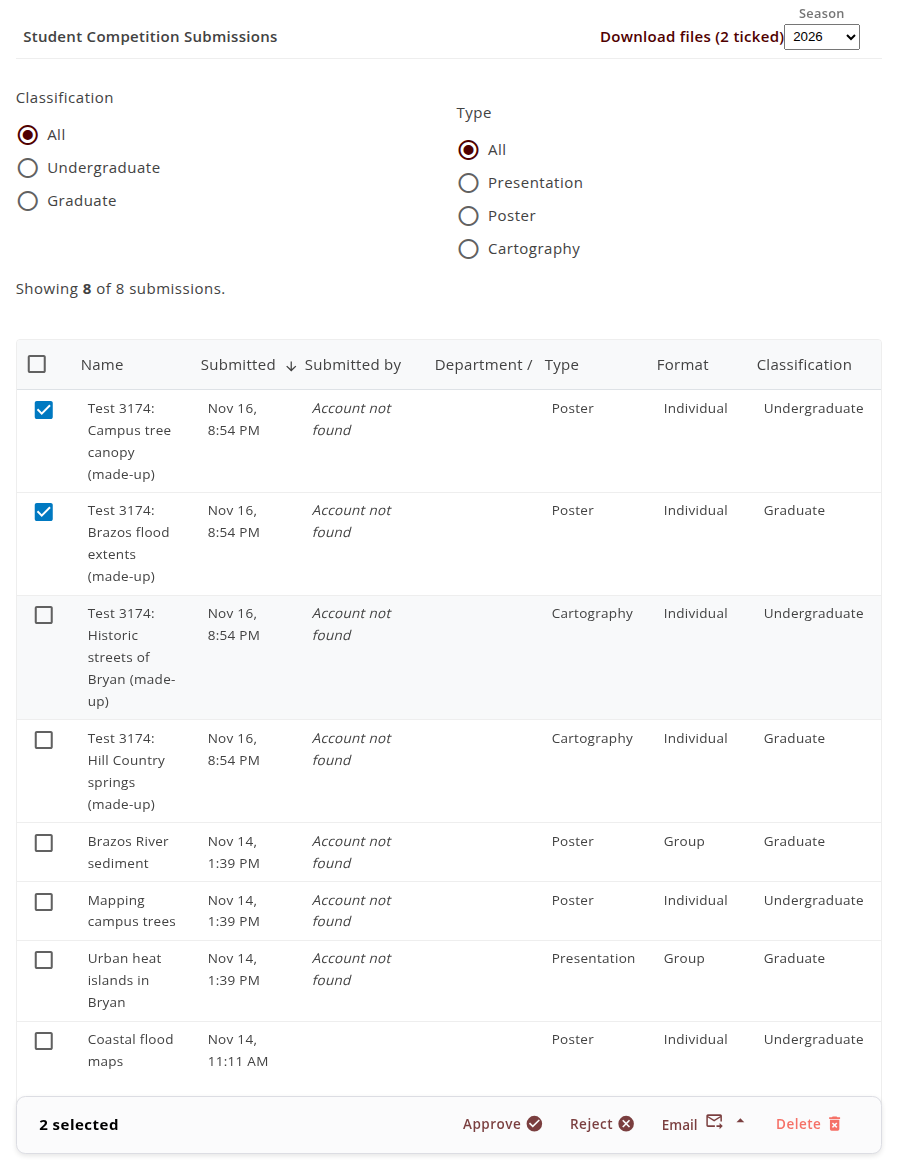 Season
Student Competition Submissions
Download files (2 ticked)
2026
Classification
All
Undergraduate
Graduate
Type
All
Presentation
Poster
Cartography
Showing 8 of 8 submissions.
Name Submitted ↓ Submitted by Department / Type Format Classification
Test 3174: Nov 16, Account not Poster Individual Undergraduate
Campus tree 8:54 PM found
canopy
(made-up)
Test 3174: Nov 16, Account not Poster Individual Graduate
Brazos flood 8:54 PM found
extents
(made-up)
Test 3174: Nov 16, Account not Cartography Individual Undergraduate
Historic 8:54 PM found
streets of
Bryan (made-
up)
Test 3174: Nov 16, Account not Cartography Individual Graduate
Hill Country 8:54 PM found
springs
(made-up)
Brazos River Nov 14, Account not Poster Group Graduate
sediment 1:39 PM found
Mapping Nov 14, Account not Poster Individual Undergraduate
campus trees 1:39 PM found
Urban heat Nov 14, Account not Presentation Group Graduate
islands in 1:39 PM found
Bryan
Coastal flood Nov 14, Poster Individual Undergraduate
maps 11:11 AM
2 selected Approve Reject Email Delete